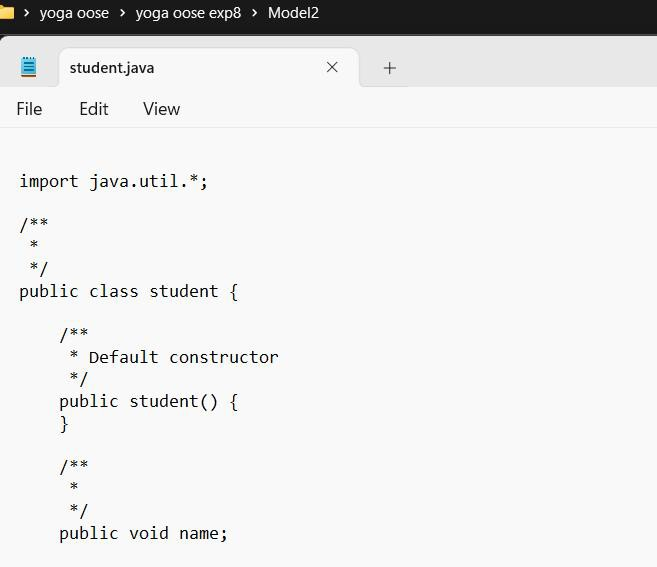 yoga oose > yoga oose exp8 > Model2
student.java
File Edit View
import java.util.*;
/**
*
*/
public class student {
/**
* Default constructor
*/
public student() {
}
/**
*
*/
public void name;